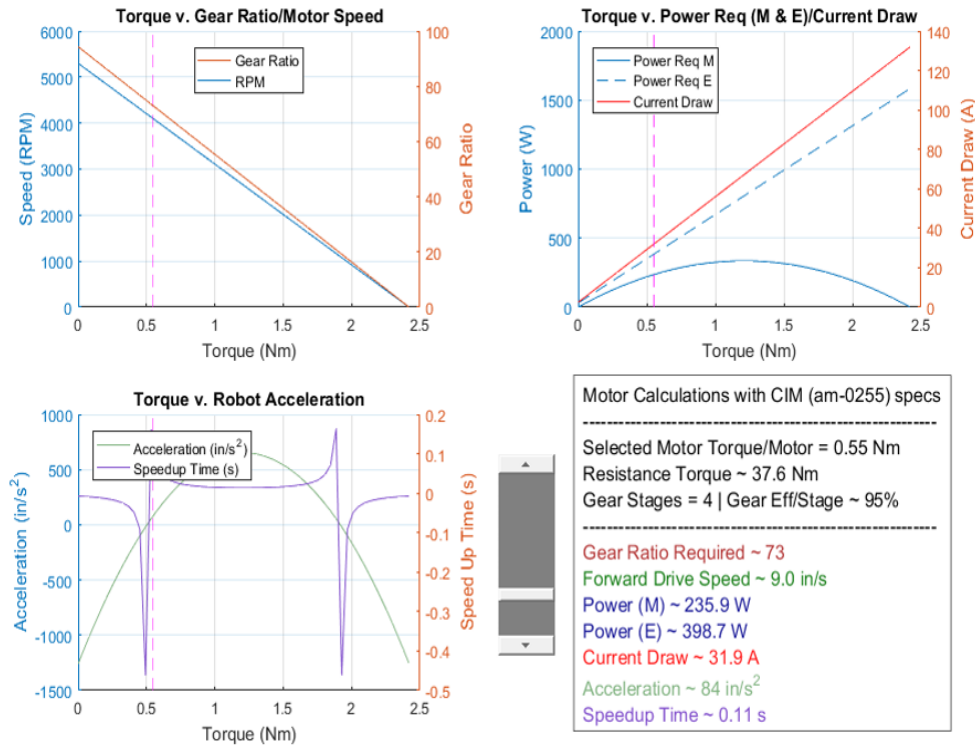 Torque v. Gear Ratio/Motor Speed
6000
5000
4000
3000
2000
1000
0
Speed (RPM)
Gear Ratio
RPM
100
80
60
40
20
0
Gear Ratio
0 0.5 1 1.5 2 2.5
Torque (Nm)
Torque v. Power Req (M & E)/Current Draw
2000
1500
1000
500
0
Power (W)
Power Req M
Power Req E
Current Draw
140
120
100
80
60
40
20
0
Current Draw (A)
0 0.5 1 1.5 2 2.5
Torque (Nm)
Torque v. Robot Acceleration
1000
500
0
-500
-1000
-1500
Acceleration (in/s²)
Acceleration (in/s²)
Speedup Time (s)
0.2
0.1
0
-0.1
-0.2
-0.3
-0.4
-0.5
Speed Up Time (s)
0 0.5 1 1.5 2 2.5
Torque (Nm)
Motor Calculations with CIM (am-0255) specs
------------------------------------------------------------
Selected Motor Torque/Motor = 0.55 Nm
Resistance Torque ~ 37.6 Nm
Gear Stages = 4 | Gear Eff/Stage ~ 95%
------------------------------------------------------------
Gear Ratio Required ~ 73
Forward Drive Speed ~ 9.0 in/s
Power (M) ~ 235.9 W
Power (E) ~ 398.7 W
Current Draw ~ 31.9 A
Acceleration ~ 84 in/s²
Speedup Time ~ 0.11 s